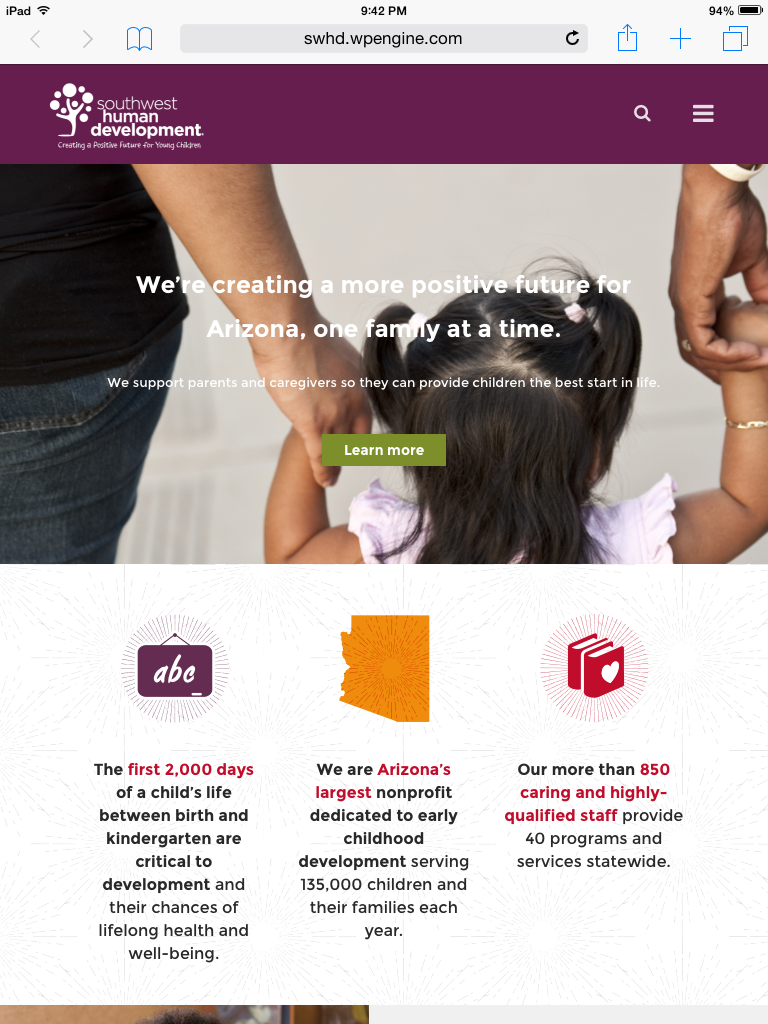 iPad 9:42 PM 94%
swhd.wpengine.com
southwest
human
development.
Creating a Positive Future for Young Children
We're creating a more positive future for
Arizona, one family at a time.
We support parents and caregivers so they can provide children the best start in life.
Learn more
abc
The first 2,000 days
of a child's life
between birth and
kindergarten are
critical to
development and
their chances of
lifelong health and
well-being.
We are Arizona's
largest nonprofit
dedicated to early
childhood
development serving
135,000 children and
their families each
year.
Our more than 850
caring and highly-
qualified staff provide
40 programs and
services statewide.